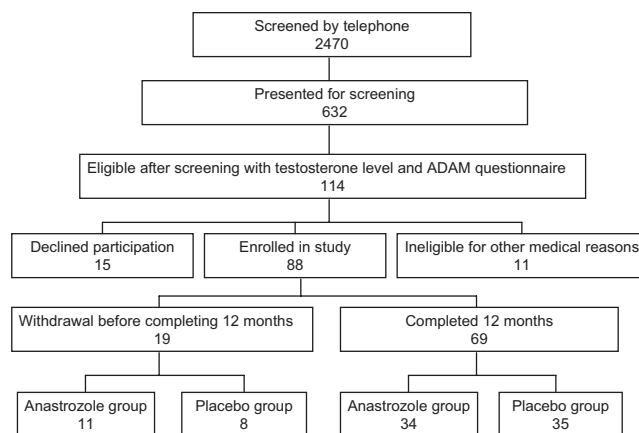 Screened by telephone
2470
Presented for screening
632
Eligible after screening with testosterone level and ADAM questionnaire
114
Declined participation
15
Enrolled in study
88
Ineligible for other medical reasons
11
Withdrawal before completing 12 months
19
Completed 12 months
69
Anastrozole group
11
Placebo group
8
Anastrozole group
34
Placebo group
35